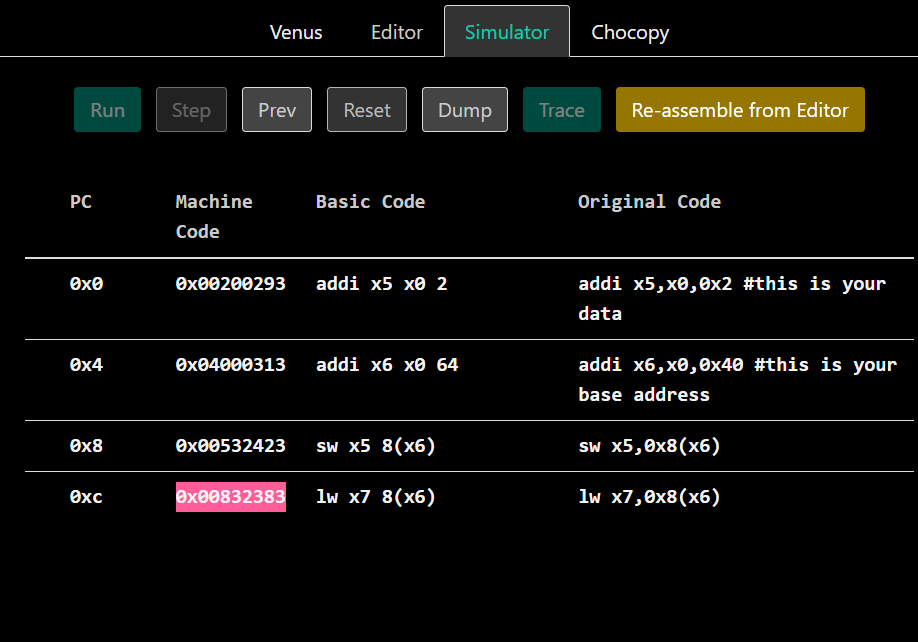 Venus Editor Simulator Chocopy
Run Step Prev Reset Dump Trace Re-assemble from Editor
PC Machine Code Basic Code Original Code
0x0 0x00200293 addi x5 x0 2 addi x5,x0,0x2 #this is your
data
0x4 0x04000313 addi x6 x0 64 addi x6,x0,0x40 #this is your
base address
0x8 0x00532423 sw x5 8(x6) sw x5,0x8(x6)
0xc 0x00832383 lw x7 8(x6) lw x7,0x8(x6)